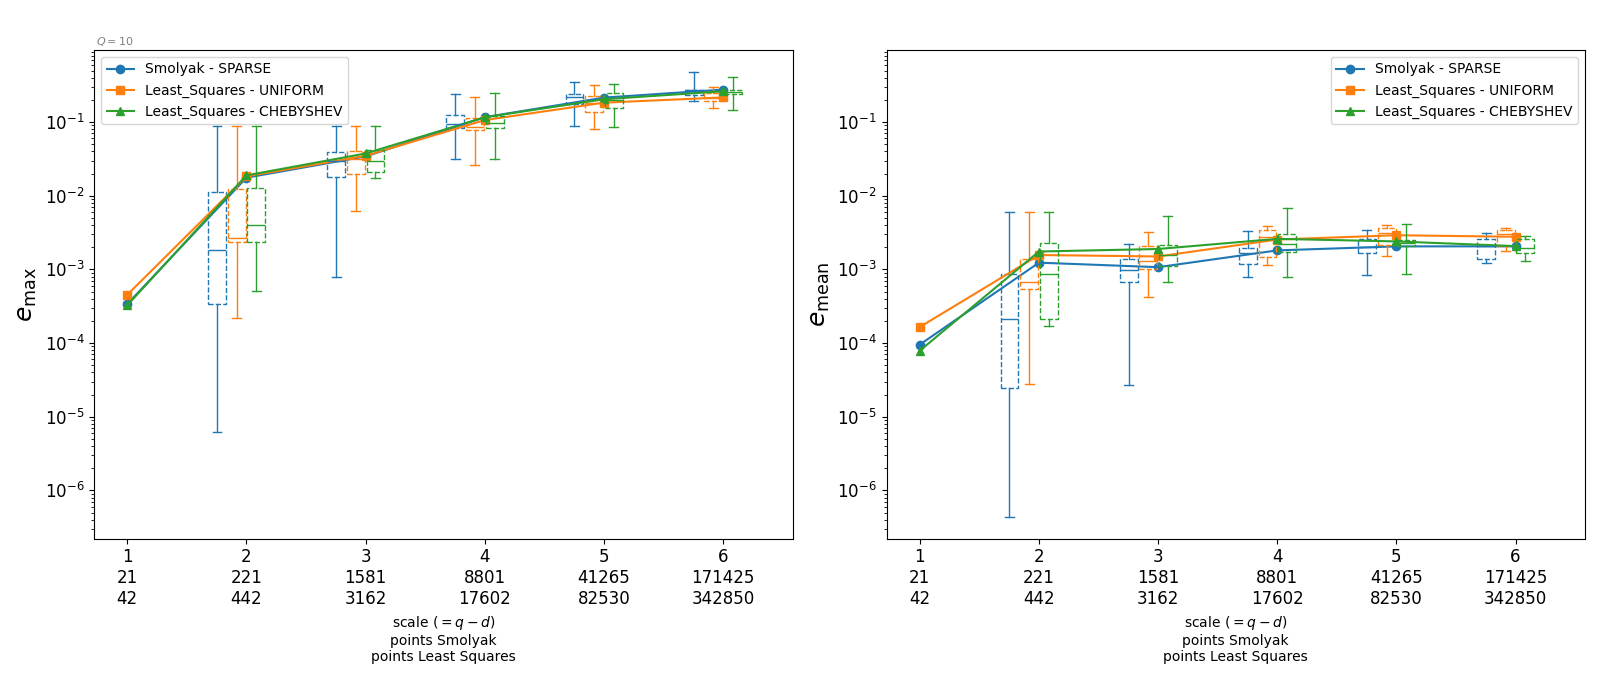 Q = 10
Smolyak - SPARSE
Least_Squares - UNIFORM
Least_Squares - CHEBYSHEV
10⁻¹
10⁻²
10⁻³
10⁻⁴
10⁻⁵
10⁻⁶
e_max
1 2 3 4 5 6
21 221 1581 8801 41265 171425
42 442 3162 17602 82530 342850
scale (= q − d)
points Smolyak
points Least Squares
Smolyak - SPARSE
Least_Squares - UNIFORM
Least_Squares - CHEBYSHEV
10⁻¹
10⁻²
10⁻³
10⁻⁴
10⁻⁵
10⁻⁶
e_mean
1 2 3 4 5 6
21 221 1581 8801 41265 171425
42 442 3162 17602 82530 342850
scale (= q − d)
points Smolyak
points Least Squares